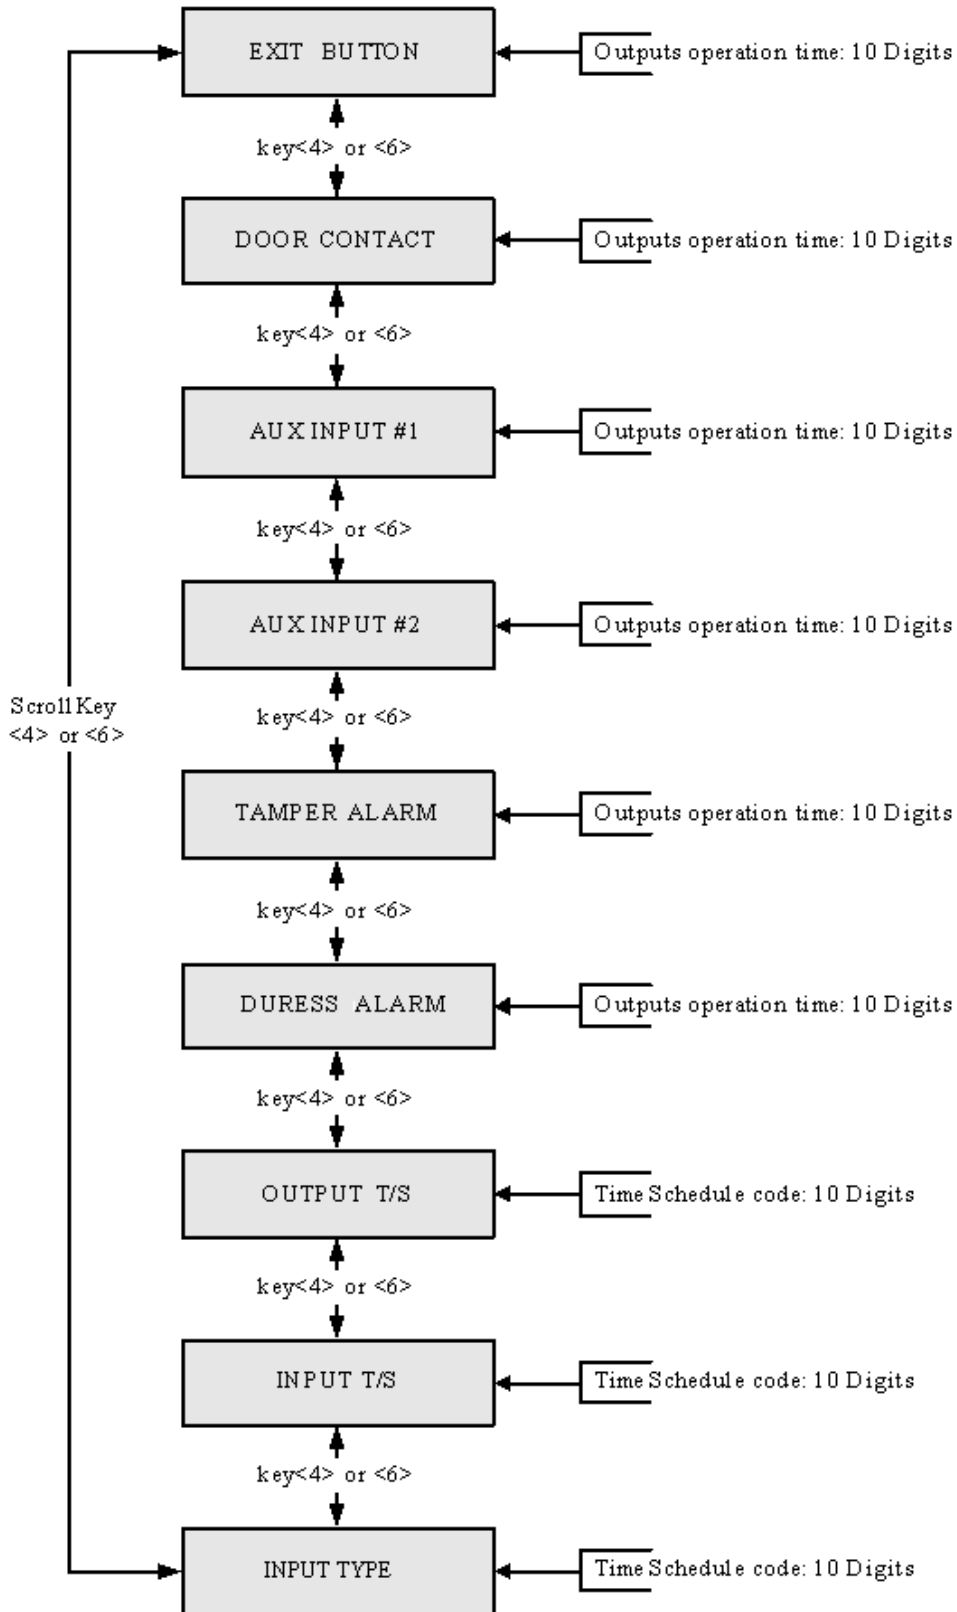 EXIT BUTTON
Outputs operation time: 10 Digits
key<4> or <6>
DOOR CONTACT
Outputs operation time: 10 Digits
key<4> or <6>
AUX INPUT #1
Outputs operation time: 10 Digits
key<4> or <6>
AUX INPUT #2
Outputs operation time: 10 Digits
Scroll Key
<4> or <6>
key<4> or <6>
TAMPER ALARM
Outputs operation time: 10 Digits
key<4> or <6>
DURESS ALARM
Outputs operation time: 10 Digits
key<4> or <6>
OUTPUT T/S
Time Schedule code: 10 Digits
key<4> or <6>
INPUT T/S
Time Schedule code: 10 Digits
key<4> or <6>
INPUT TYPE
Time Schedule code: 10 Digits